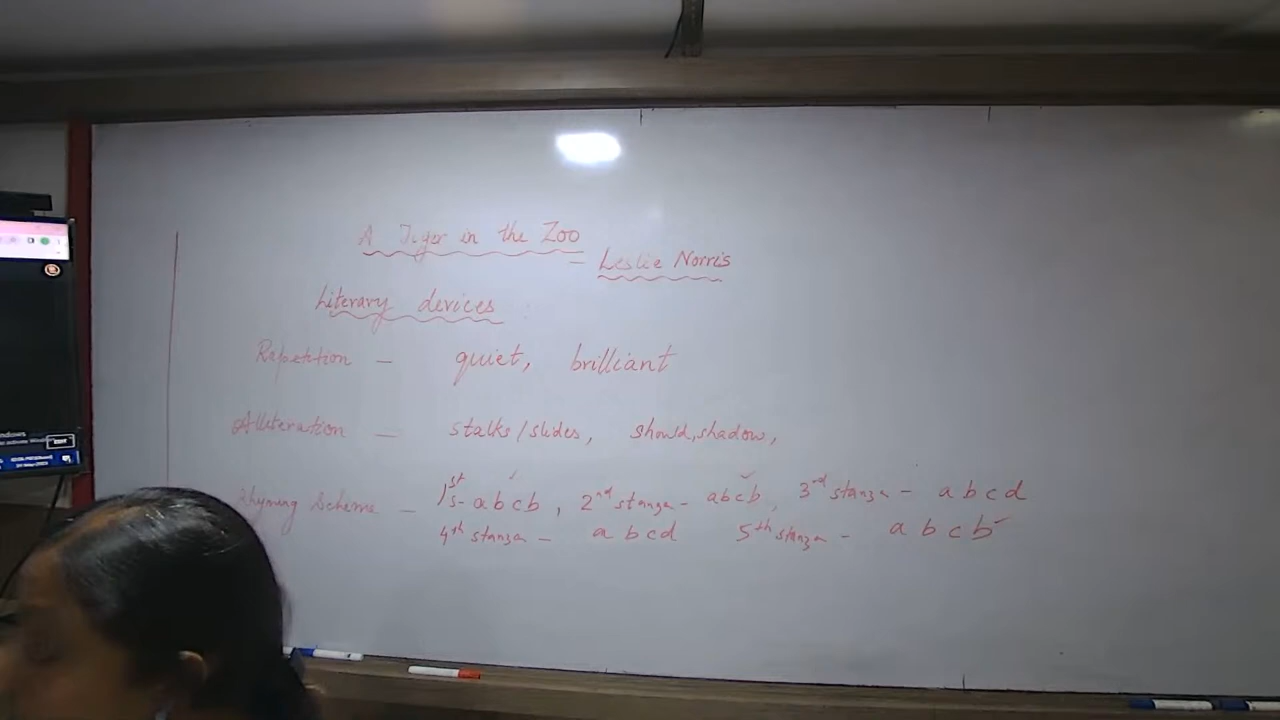 A Tiger in the Zoo
- Leslie Norris
Literary devices :
Repetition - quiet, brilliant
Alliteration - stalks/slides, should, shadow,
Rhyming Scheme - 1st S- abcb, 2nd stanza - abcb, 3rd stanza - abcd
4th stanza - abcd 5th stanza - abcb